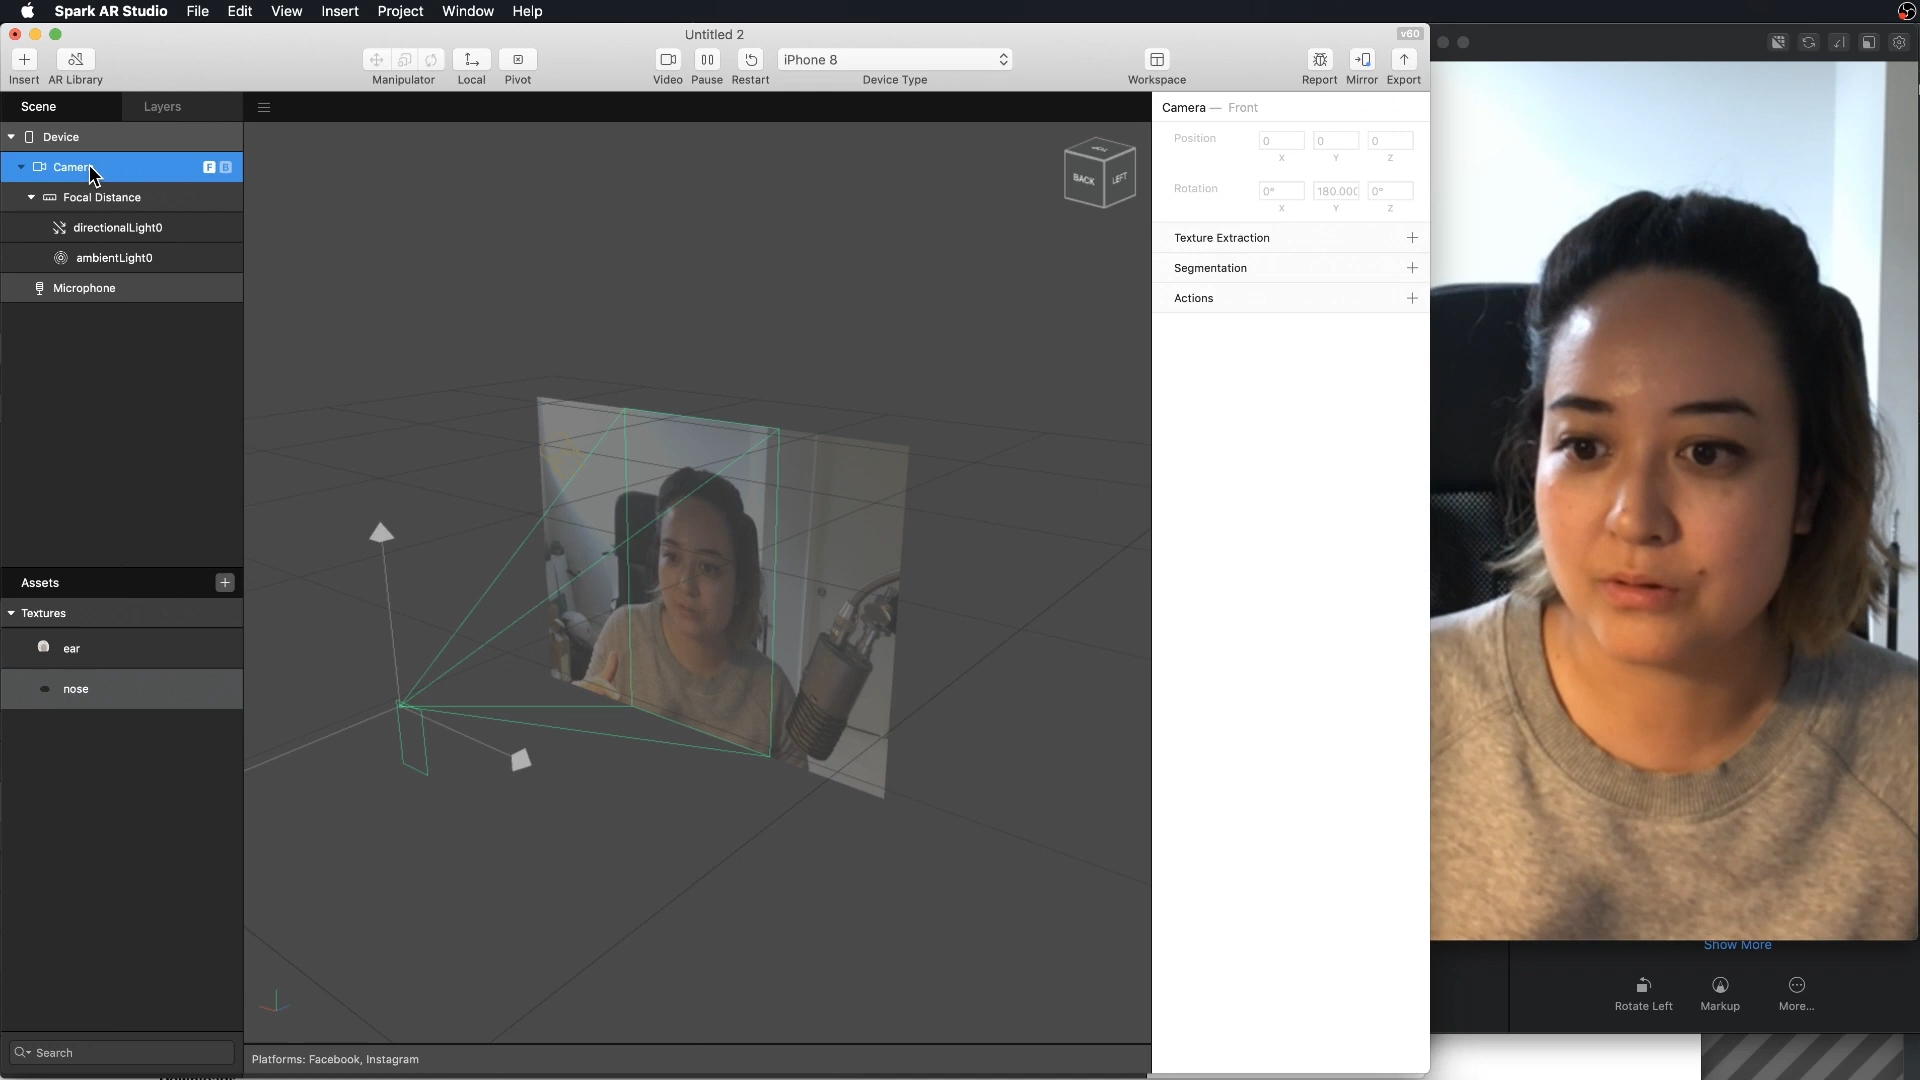 Spark AR Studio File Edit View Insert Project Window Help
Untitled 2
v60
iPhone 8
Insert AR Library Manipulator Local Pivot Video Pause Restart Device Type Workspace Report Mirror Export
Scene Layers
Camera — Front
Device
Position 0 0 0
X Y Z
Camera F B
Rotation 0° 180.000 0°
X Y Z
Focal Distance
directionalLight0
Texture Extraction
ambientLight0
Segmentation
Microphone
Actions
BACK LEFT
Assets
Textures
ear
nose
Show More
Rotate Left Markup More...
Search
Platforms: Facebook, Instagram